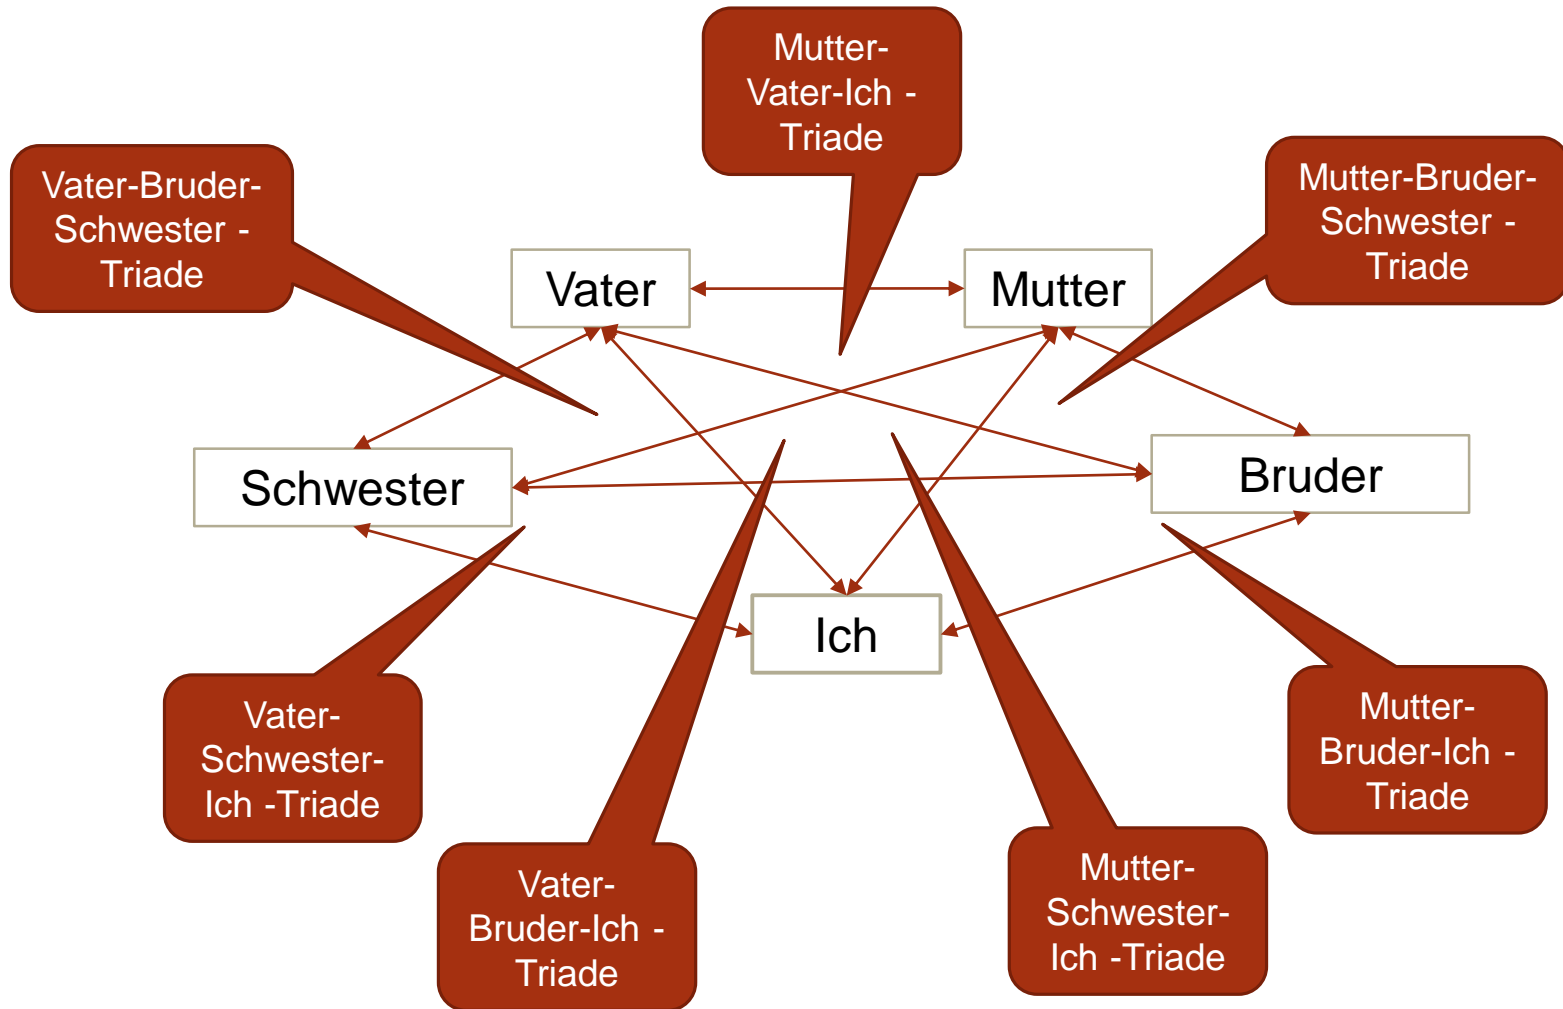 Mutter-
Vater-Ich -
Triade
Vater-Bruder-
Schwester -
Triade
Mutter-Bruder-
Schwester -
Triade
Vater
Mutter
Schwester
Bruder
Ich
Vater-
Schwester-
Ich -Triade
Mutter-
Bruder-Ich -
Triade
Vater-
Bruder-Ich -
Triade
Mutter-
Schwester-
Ich -Triade